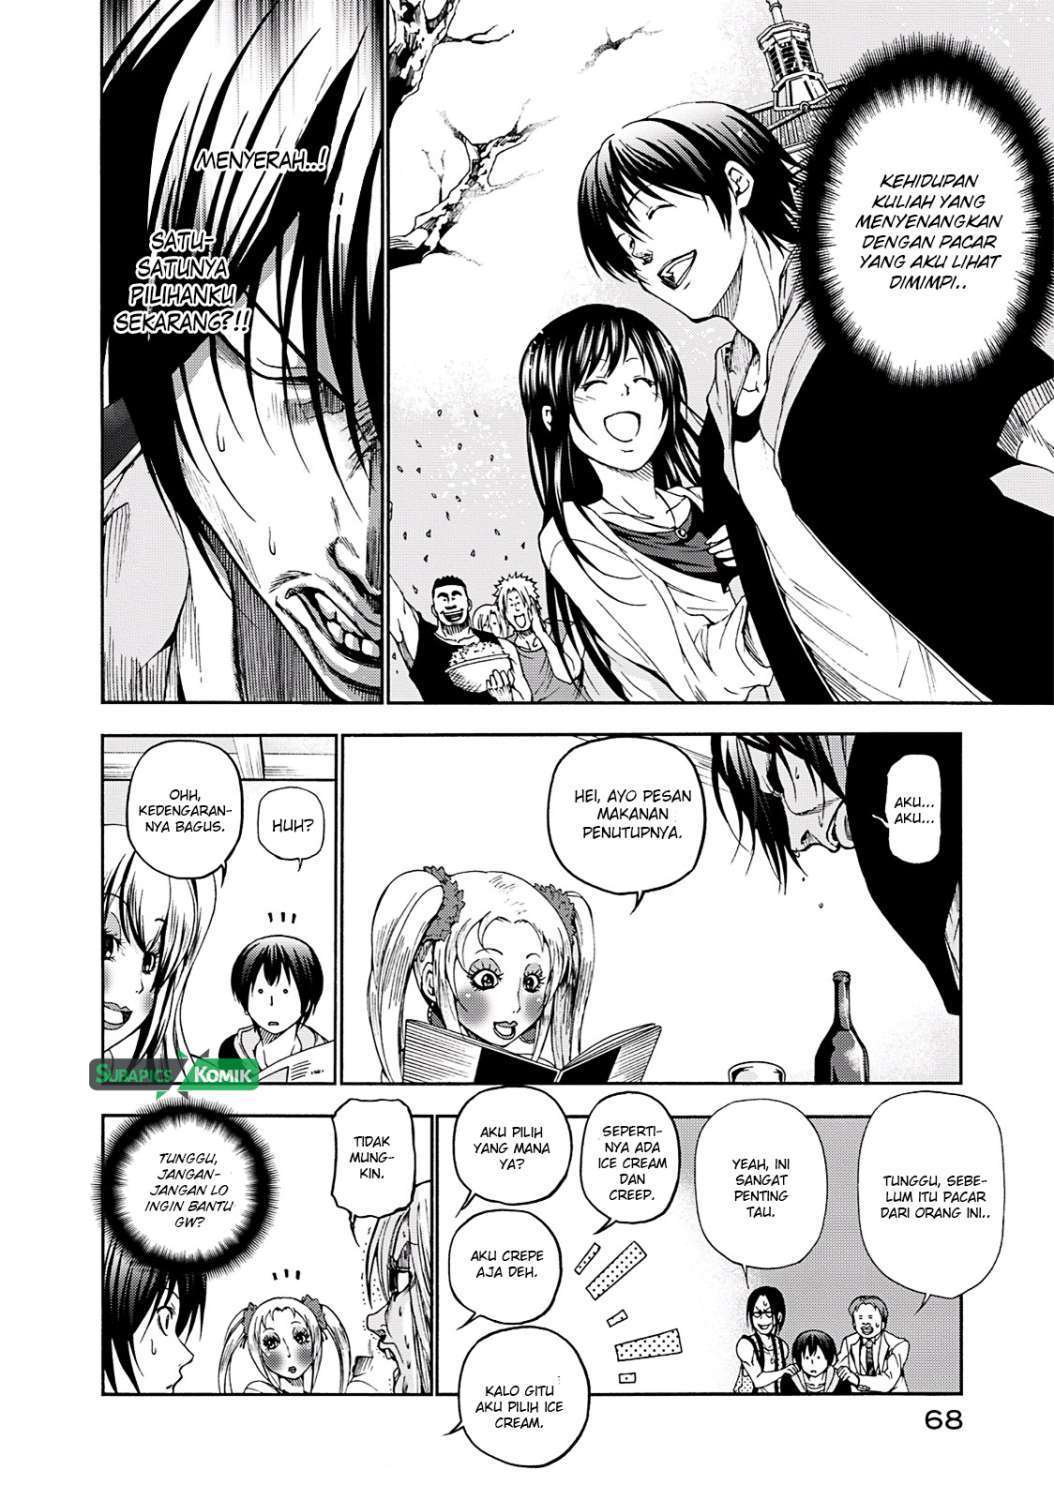 KEHIDUPAN
KULIAH YANG
MENYENANGKAN
DENGAN PACAR
YANG AKU LIHAT
DIMIMPI..
MENYERAH..!
SATU-
SATUNYA
PILIHANKU
SEKARANG?!!
AKU...
AKU...
HEI, AYO PESAN
MAKANAN
PENUTUPNYA.
HUH?
OHH,
KEDENGARAN-
NYA BAGUS.
SUBAPICS KOMIK
TUNGGU, SEBE-
LUM ITU PACAR
DARI ORANG INI..
YEAH, INI
SANGAT
PENTING
TAU.
SEPERTI-
NYA ADA
ICE CREAM
DAN
CREEP.
AKU PILIH
YANG MANA
YA?
AKU CREPE
AJA DEH.
KALO GITU
AKU PILIH ICE
CREAM.
TIDAK
MUNG-
KIN.
TUNGGU,
JANGAN-
JANGAN LO
INGIN BANTU
GW?
68